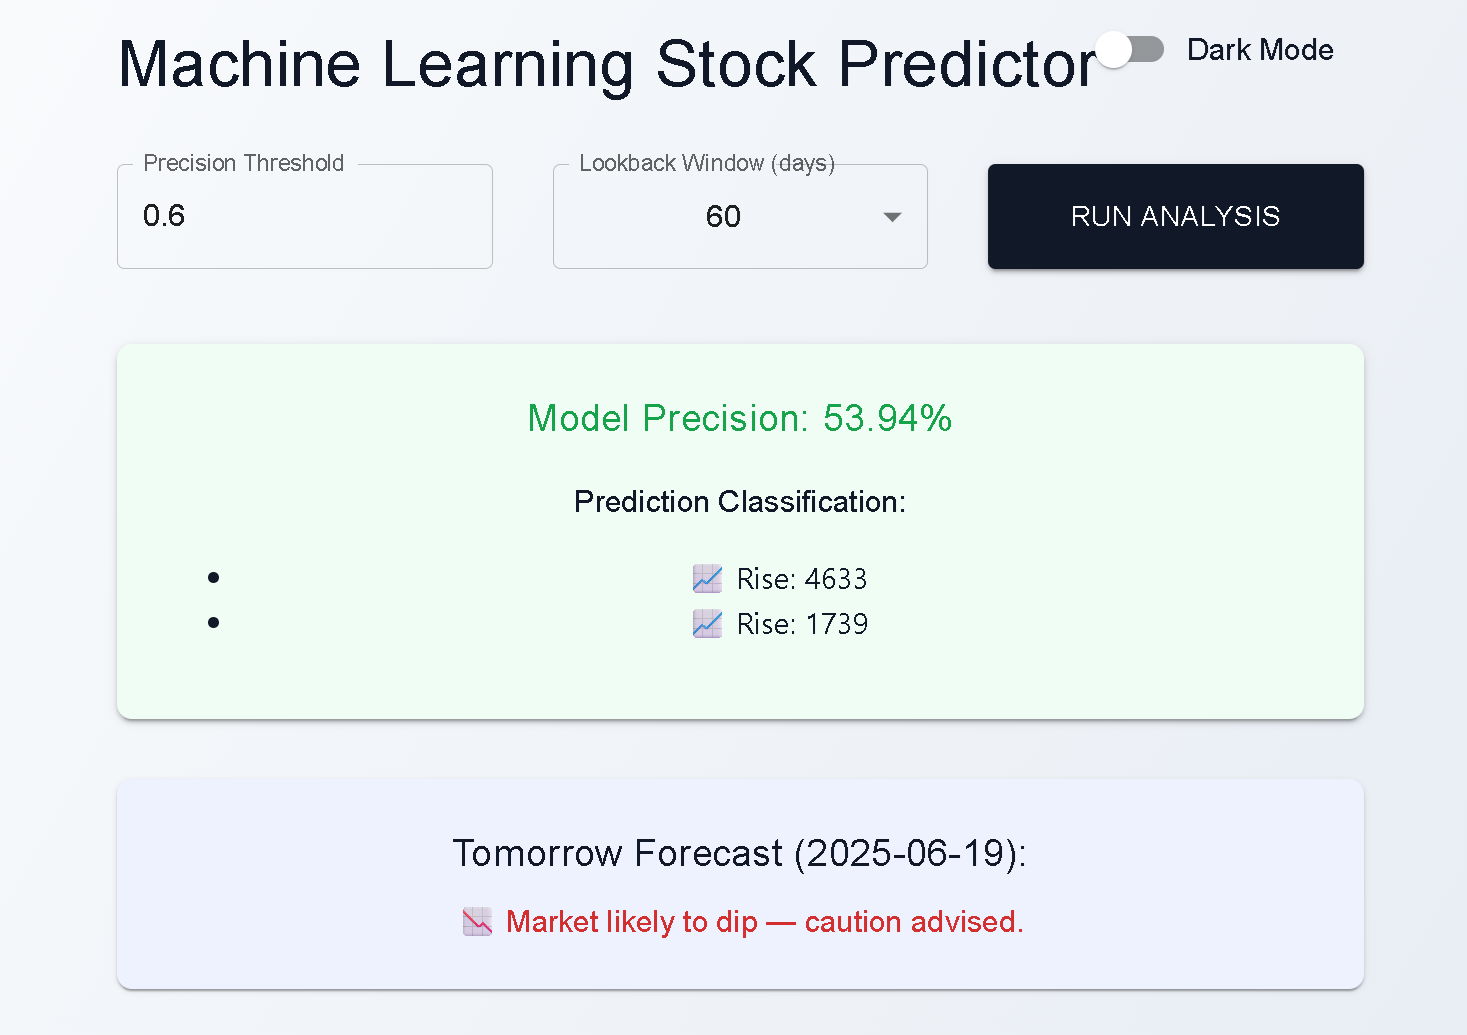 Machine Learning Stock Predictor
Dark Mode
Precision Threshold
0.6
Lookback Window (days)
60
RUN ANALYSIS
Model Precision: 53.94%
Prediction Classification:
Rise: 4633
Rise: 1739
Tomorrow Forecast (2025-06-19):
Market likely to dip — caution advised.